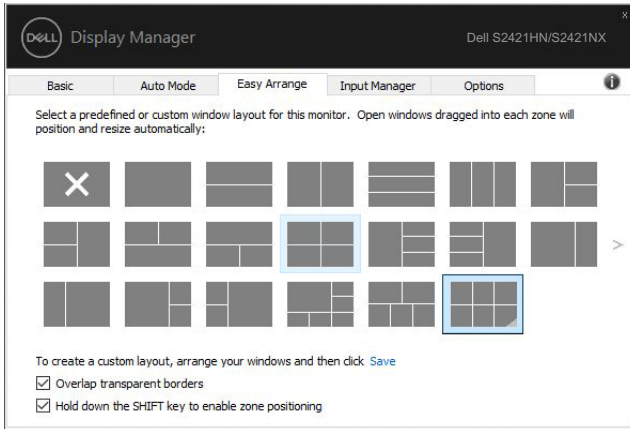 x
DELL Display Manager
Dell S2421HN/S2421NX
Basic Auto Mode Easy Arrange Input Manager Options i
Select a predefined or custom window layout for this monitor. Open windows dragged into each zone will
position and resize automatically:
>
To create a custom layout, arrange your windows and then click Save
Overlap transparent borders
Hold down the SHIFT key to enable zone positioning